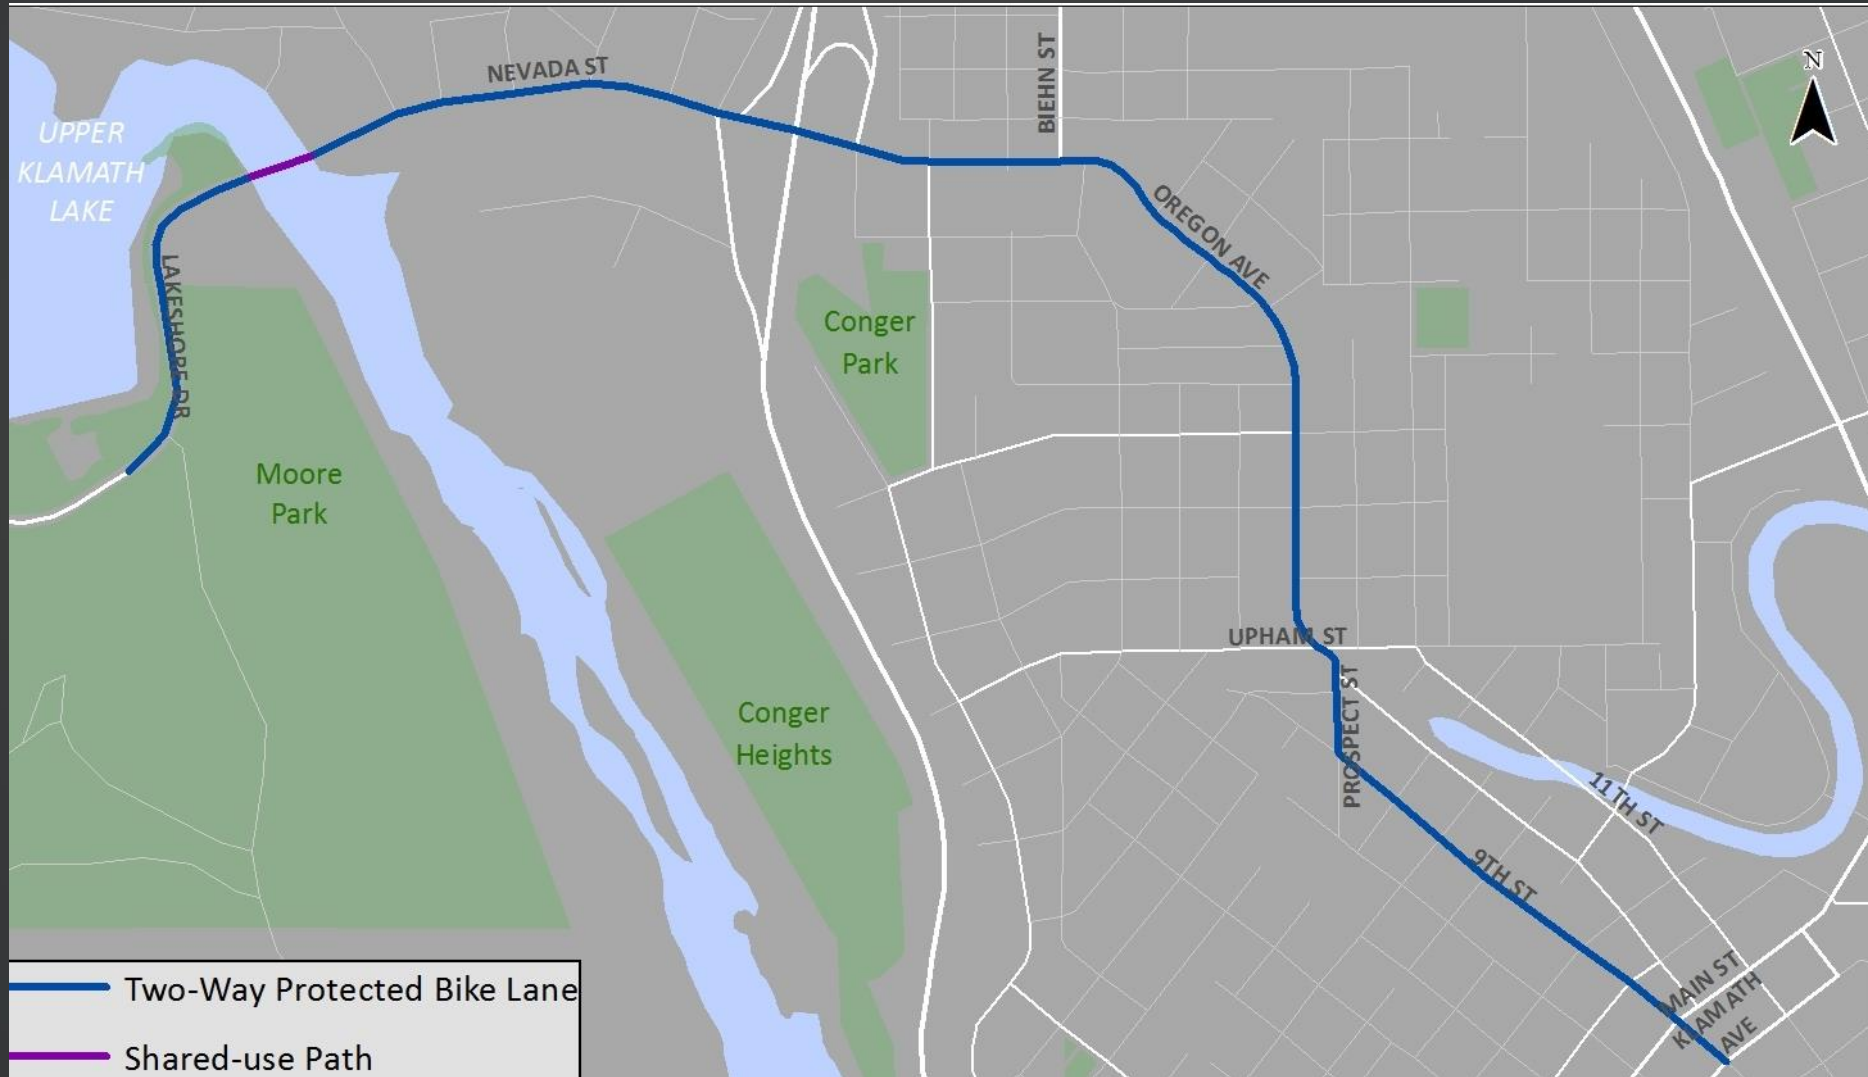 NEVADA ST
BIEHN ST
N
UPPER
KLAMATH
LAKE
OREGON AVE
LAKESHORE DR
Conger
Park
Moore
Park
UPHAM ST
PROSPECT ST
Conger
Heights
11TH ST
9TH ST
MAIN ST
KLAMATH
AVE
Two-Way Protected Bike Lane
Shared-use Path